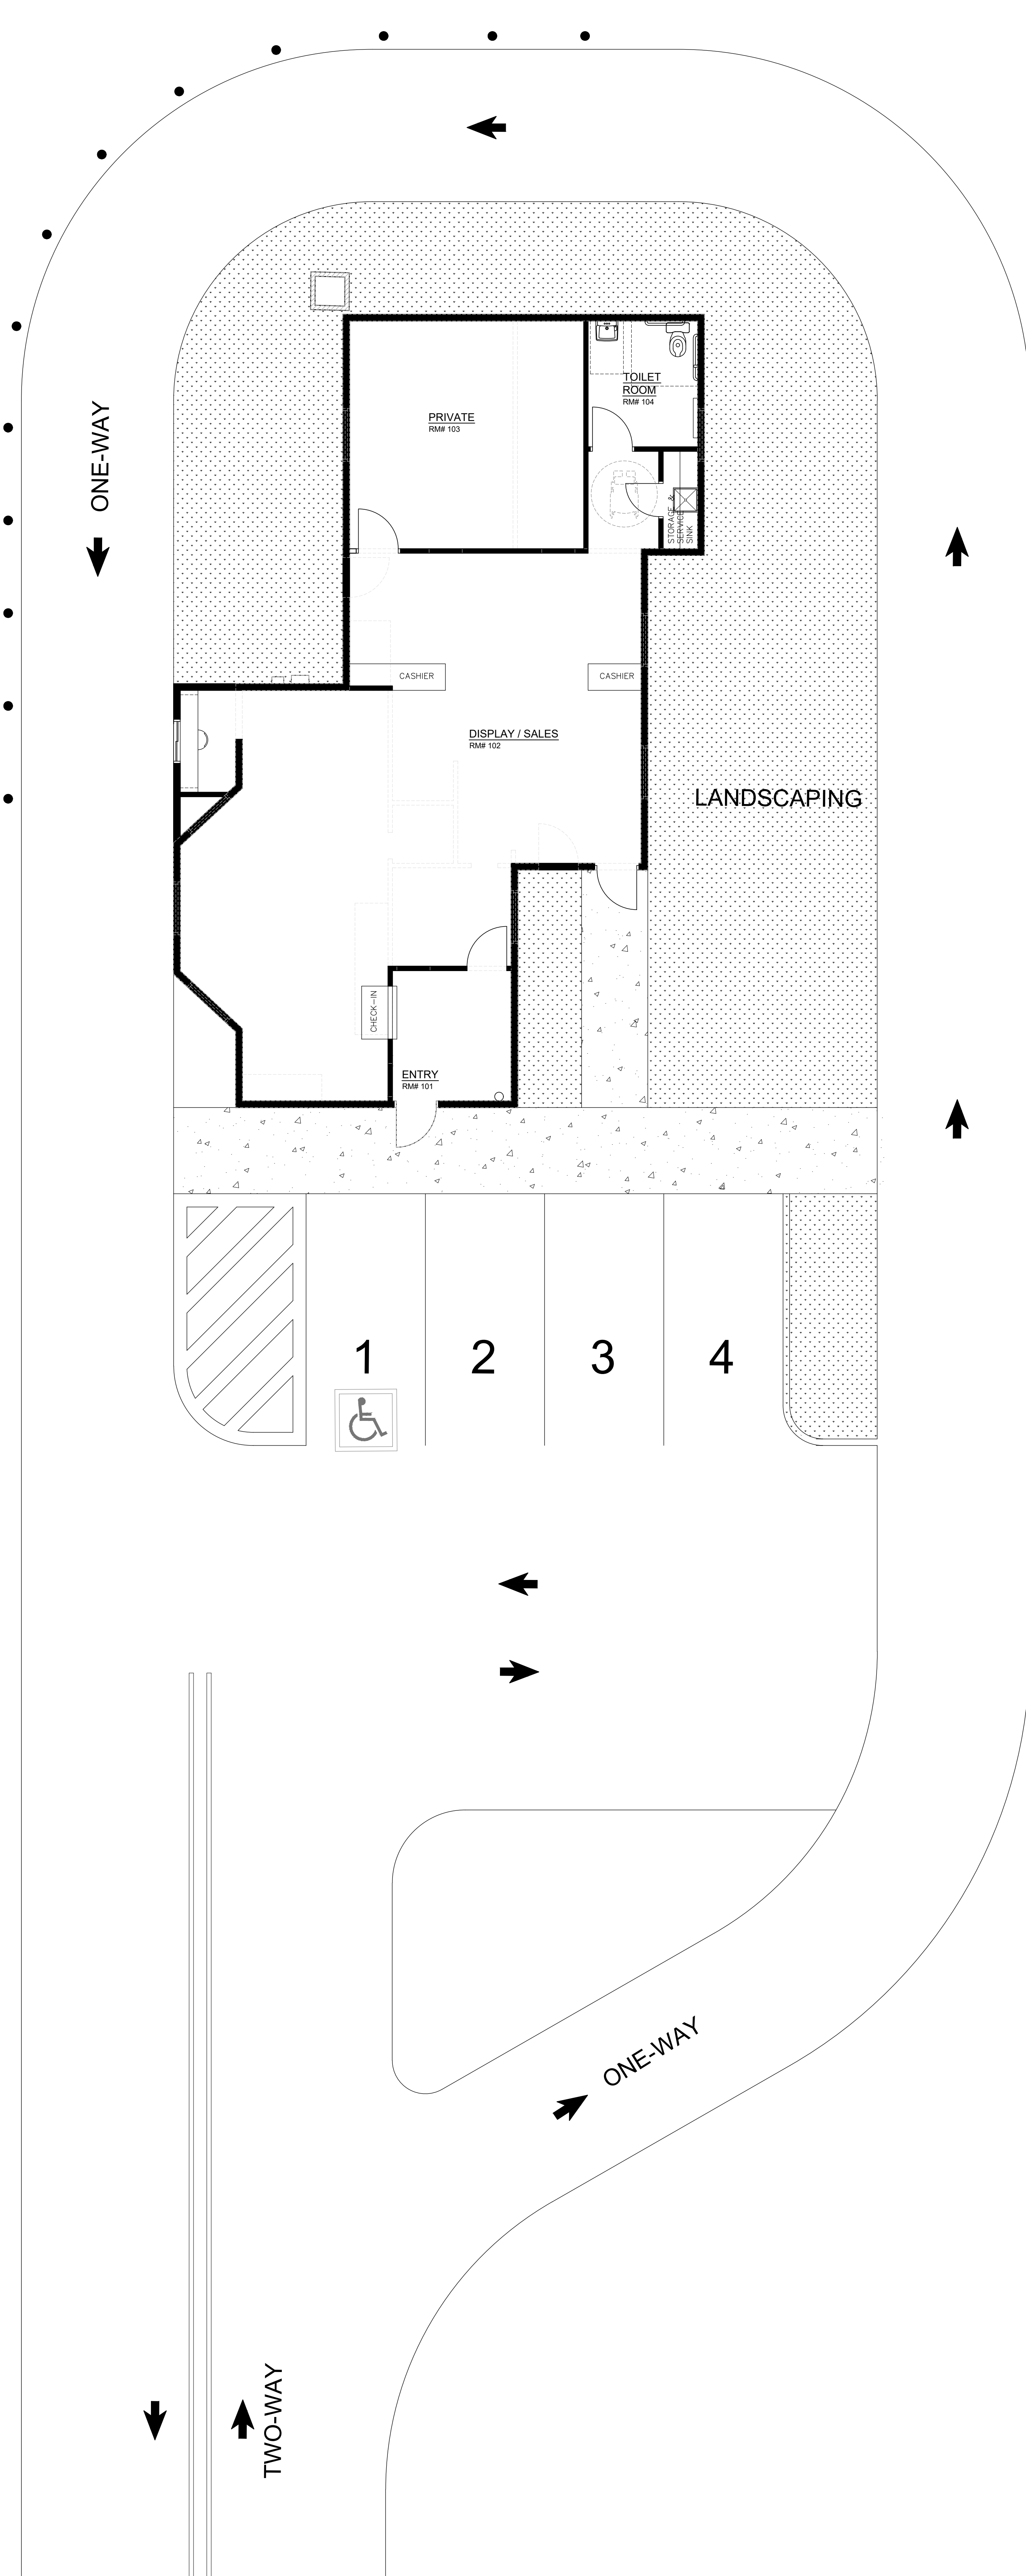 ONE-WAY
TOILET
ROOM
RM# 104
PRIVATE
RM# 103
STORAGE &
SERVICE
SINK
CASHIER
CASHIER
DISPLAY / SALES
RM# 102
LANDSCAPING
CHECK-IN
ENTRY
RM# 101
1
2
3
4
ONE-WAY
TWO-WAY